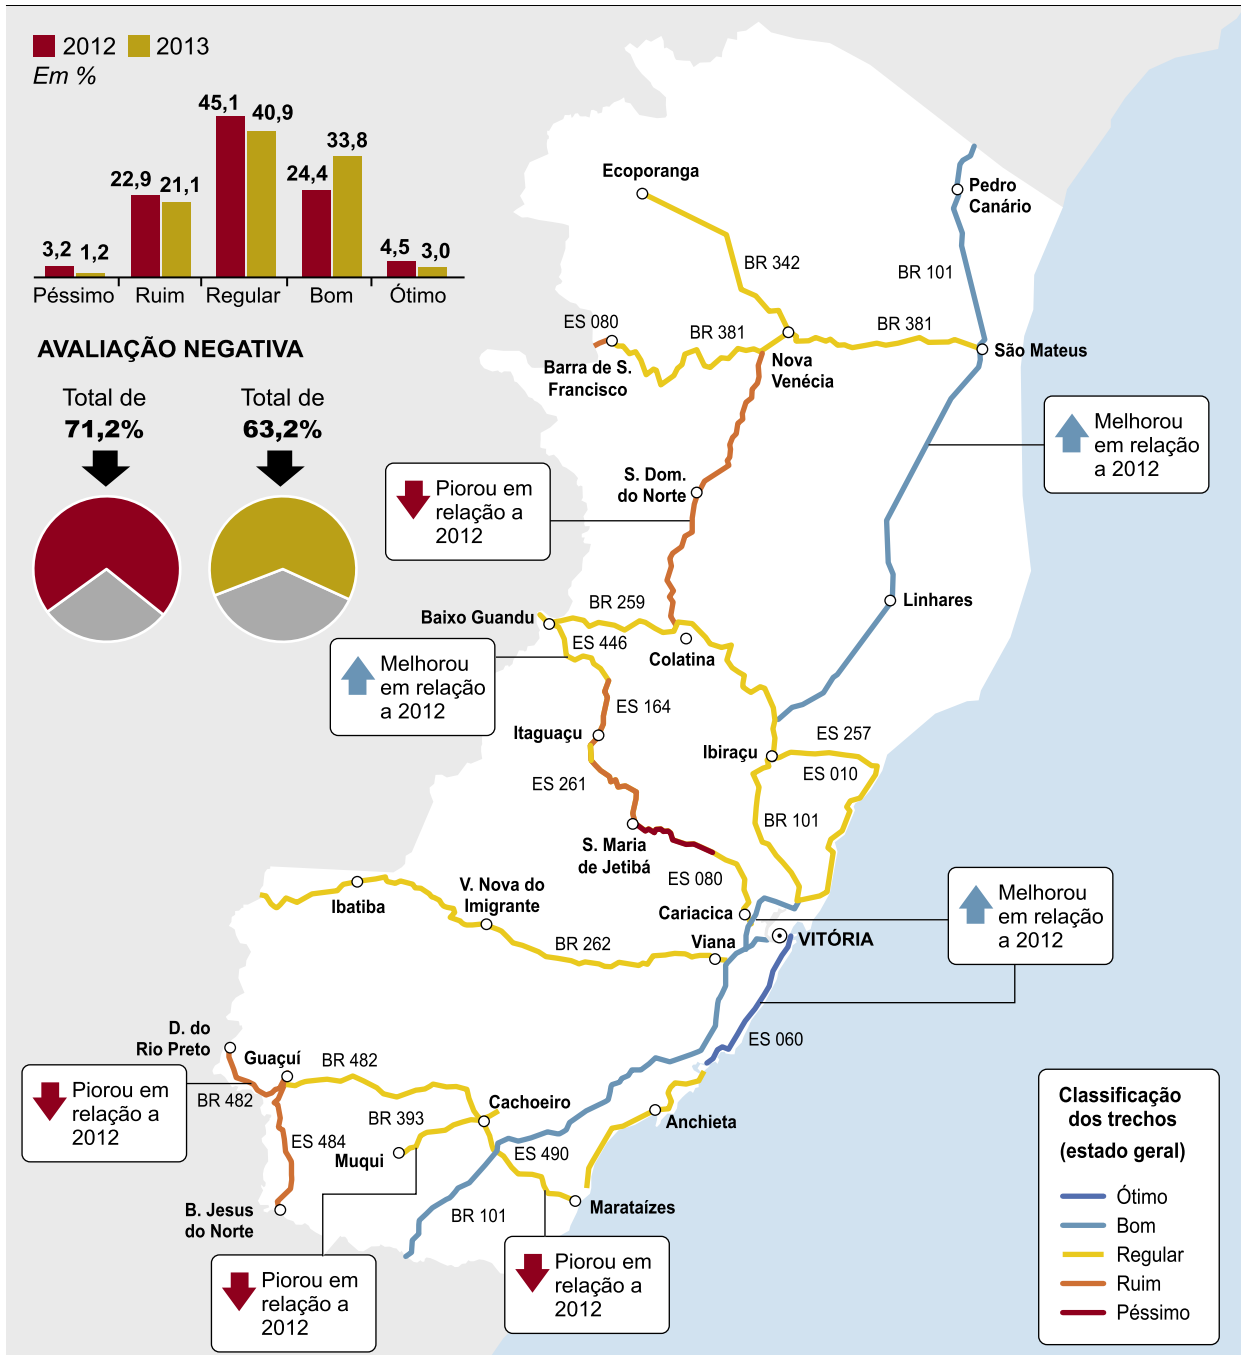 2012 2013
Em %
45,1
40,9
33,8
24,4
22,9
21,1
3,2
1,2
4,5
3,0
Péssimo Ruim Regular Bom Ótimo
AVALIAÇÃO NEGATIVA
Total de
71,2%
Total de
63,2%
Ecoporanga
Pedro
Canário
BR 342
BR 101
ES 080
BR 381
BR 381
Barra de S.
Francisco
Nova
Venécia
São Mateus
Melhorou
em relação
a 2012
S. Dom.
do Norte
Piorou em
relação a
2012
BR 259
Linhares
Baixo Guandu
ES 446
Colatina
Melhorou
em relação
a 2012
ES 164
Itaguaçu
ES 257
Ibiraçu
ES 010
ES 261
BR 101
S. Maria
de Jetibá
ES 080
V. Nova do
Imigrante
Ibatiba
Cariacica
Melhorou
em relação
a 2012
BR 262
Viana
VITÓRIA
D. do
Rio Preto
ES 060
Guaçuí
BR 482
BR 482
Piorou em
relação a
2012
Cachoeiro
BR 393
Anchieta
ES 484
Muqui
ES 490
B. Jesus
do Norte
BR 101
Marataízes
Piorou em
relação a
2012
Piorou em
relação a
2012
Classificação
dos trechos
(estado geral)
Ótimo
Bom
Regular
Ruim
Péssimo